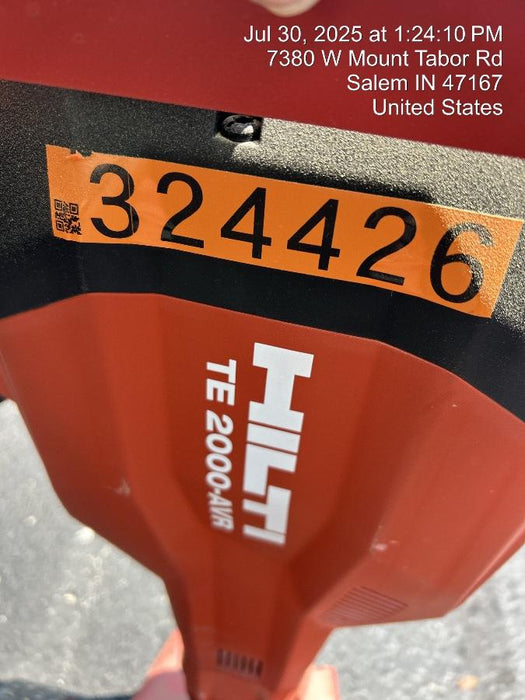 Jul 30, 2025 at 1:24:10 PM
7380 W Mount Tabor Rd
Salem IN 47167
United States
324426
HILTI
TE 2000-AVR